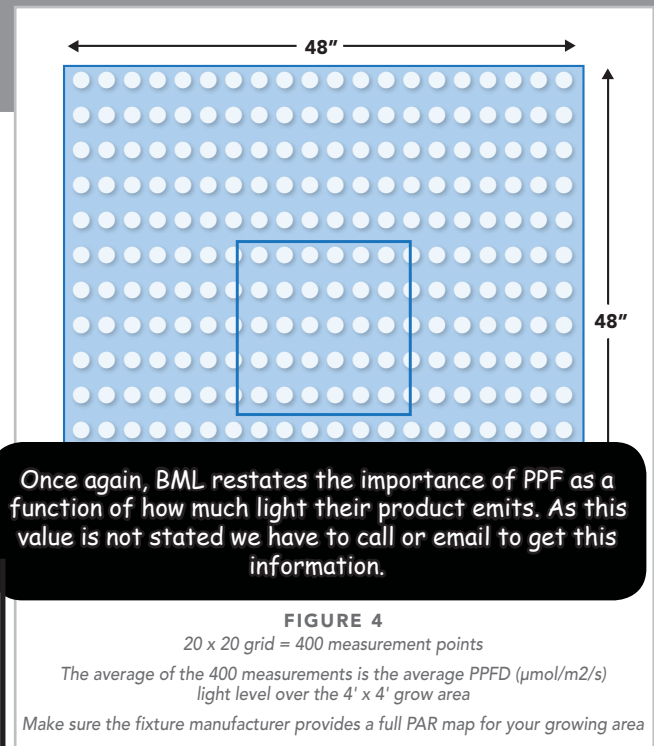 48”
48”
Once again, BML restates the importance of PPF as a
function of how much light their product emits. As this
value is not stated we have to call or email to get this
information.
FIGURE 4
20 x 20 grid = 400 measurement points
The average of the 400 measurements is the average PPFD (µmol/m2/s)
light level over the 4' x 4' grow area
Make sure the fixture manufacturer provides a full PAR map for your growing area